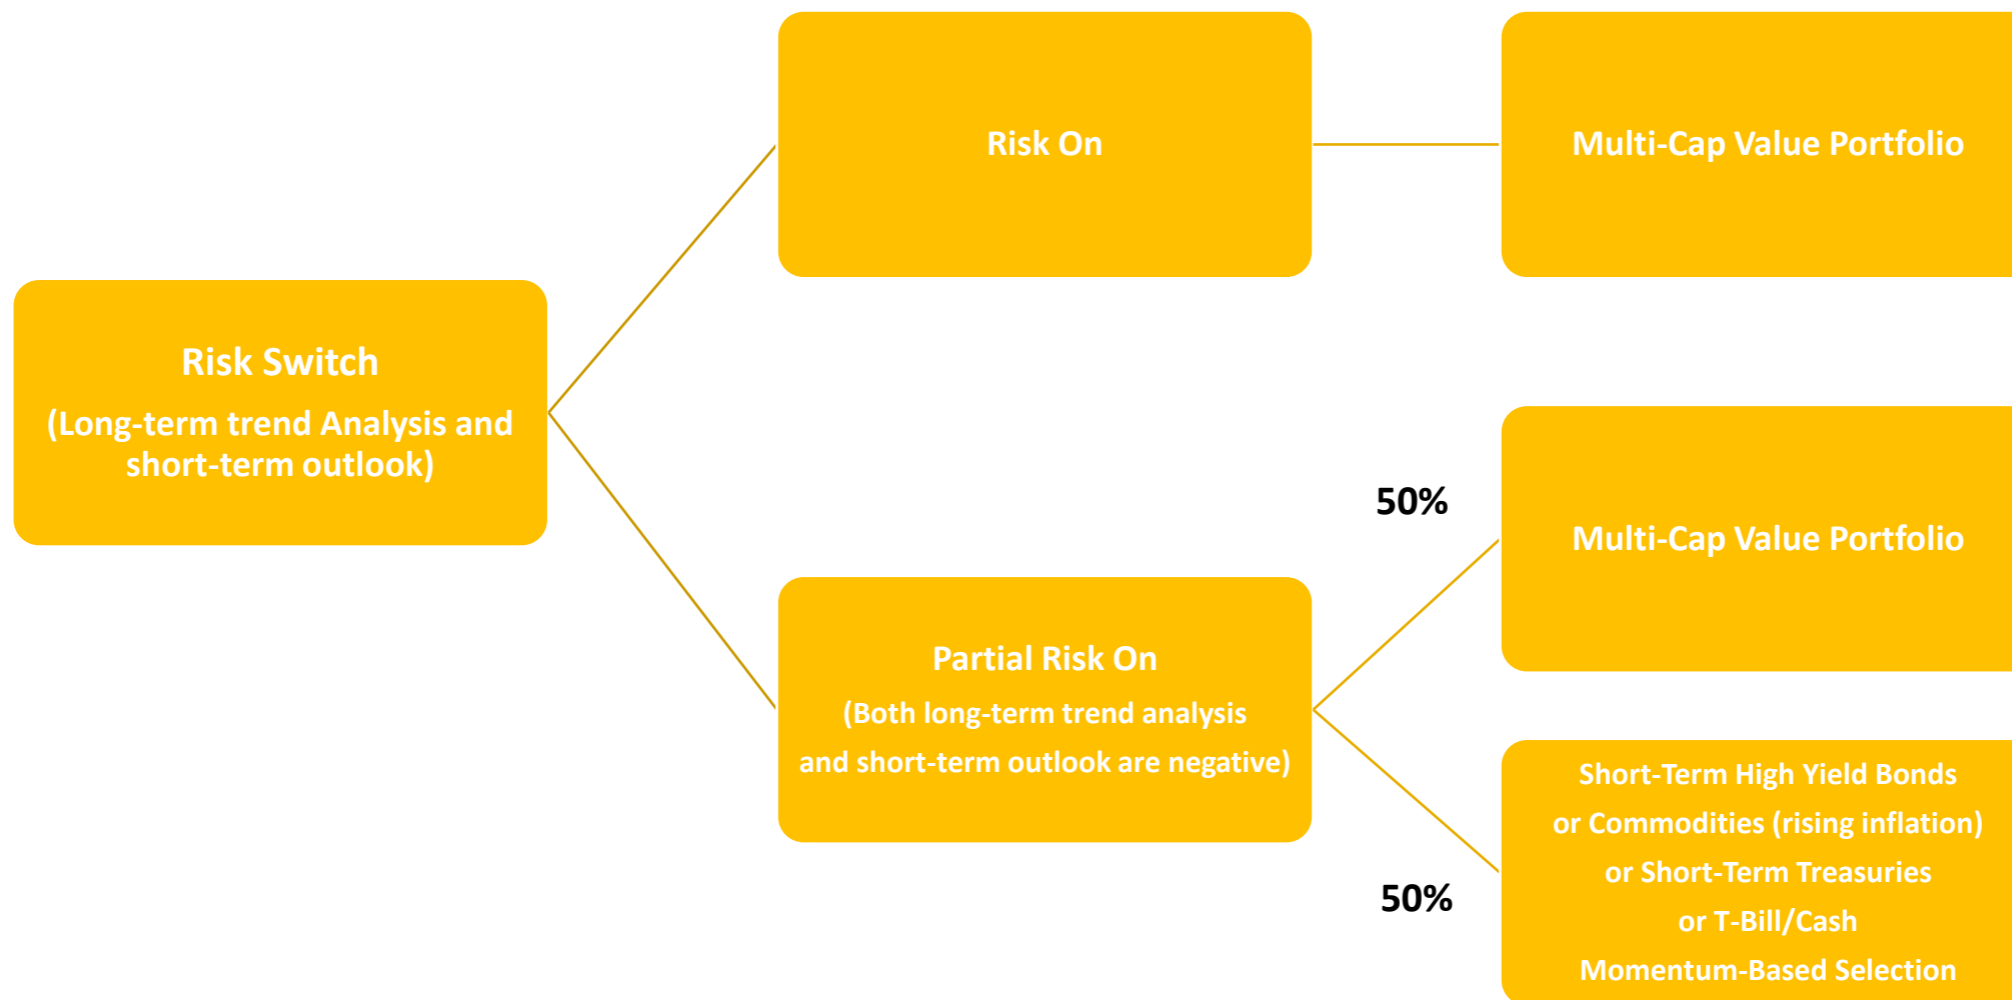 Risk On
Multi-Cap Value Portfolio
Risk Switch
(Long-term trend Analysis and
short-term outlook)
50%
Multi-Cap Value Portfolio
Partial Risk On
(Both long-term trend analysis
and short-term outlook are negative)
50%
Short-Term High Yield Bonds
or Commodities (rising inflation)
or Short-Term Treasuries
or T-Bill/Cash
Momentum-Based Selection